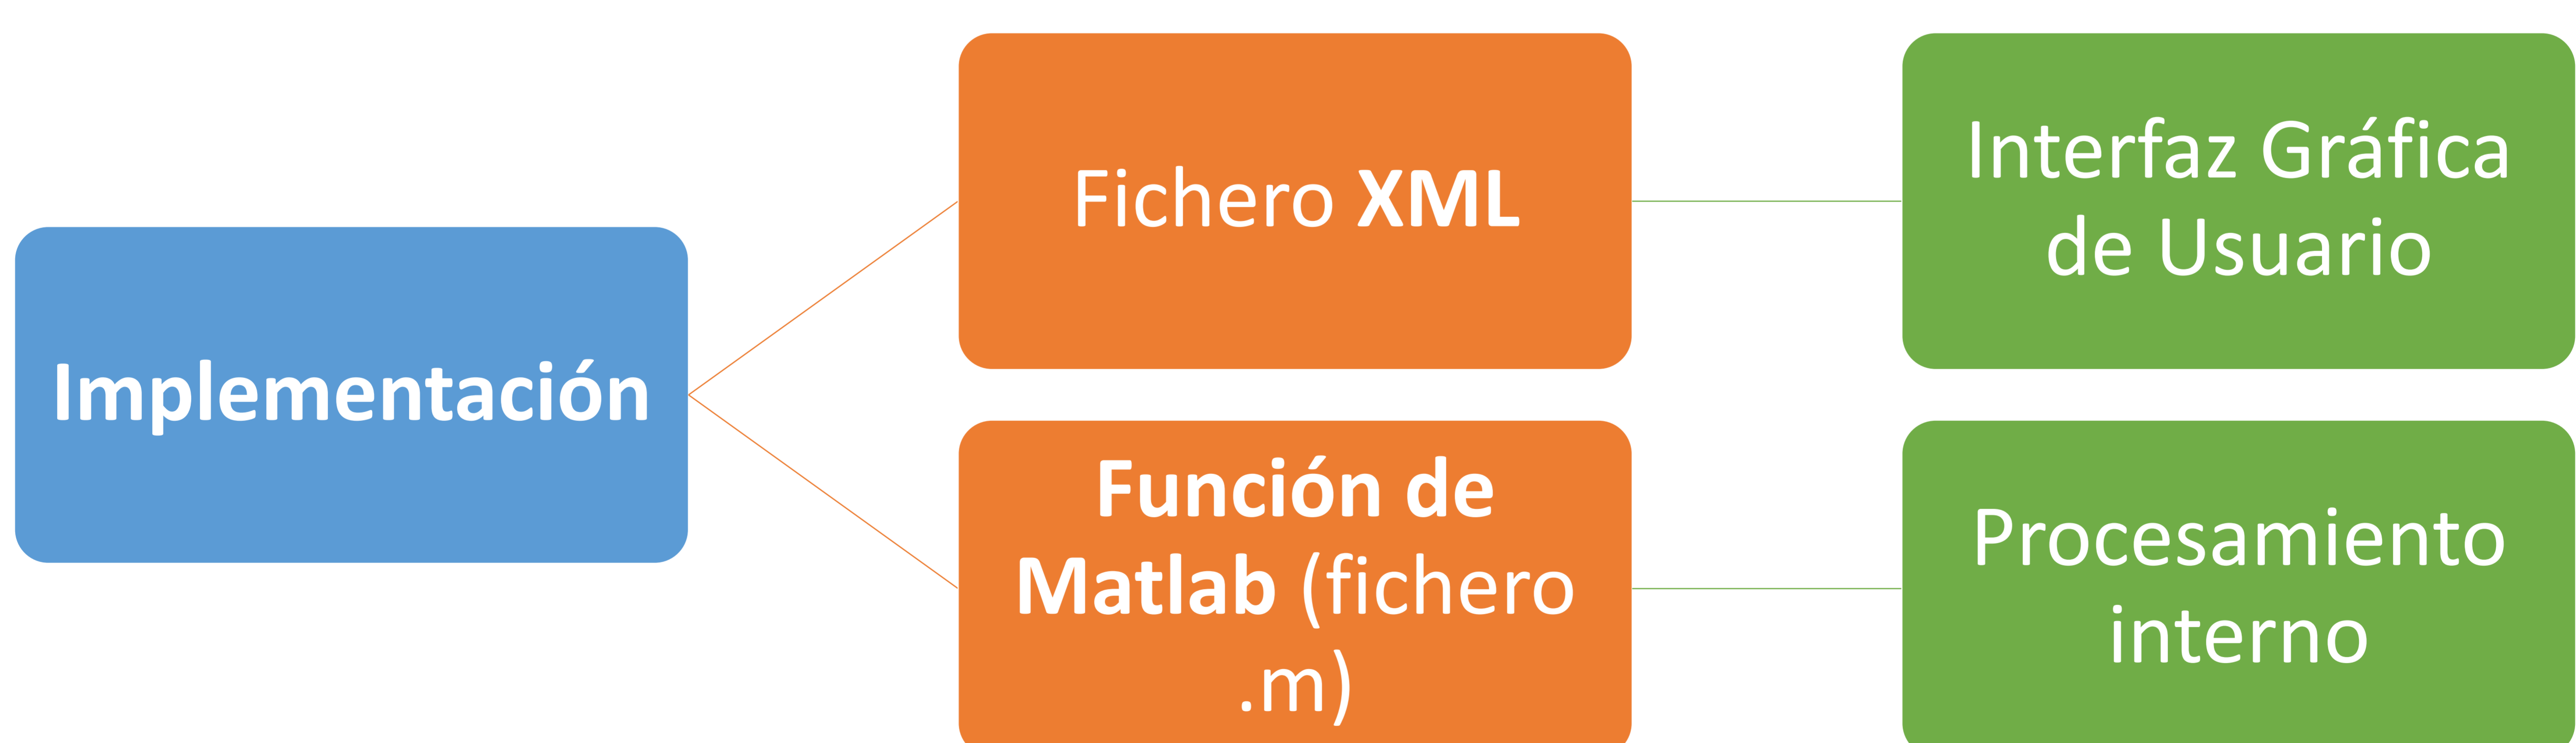 Implementación
Fichero XML
Interfaz Gráfica
de Usuario
Función de
Matlab (fichero
.m)
Procesamiento
interno